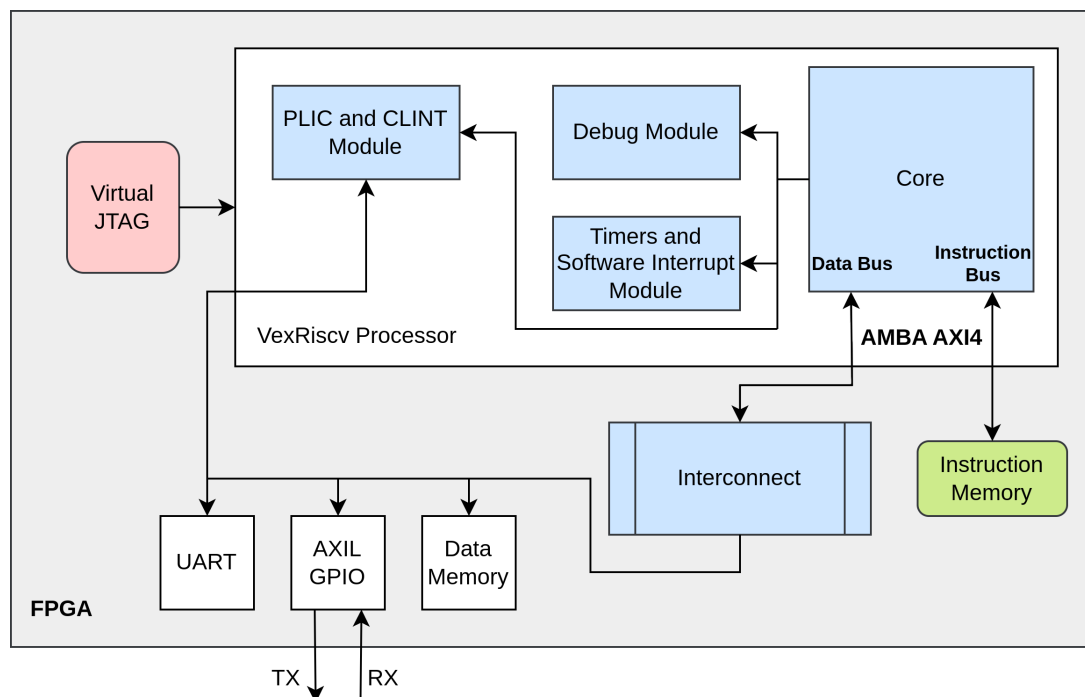 PLIC and CLINT
Module
Debug Module
Core
Virtual
JTAG
Timers and
Software Interrupt
Module
Data Bus
Instruction
Bus
VexRiscv Processor
AMBA AXI4
Interconnect
Instruction
Memory
UART
AXIL
GPIO
Data
Memory
FPGA
TX
RX